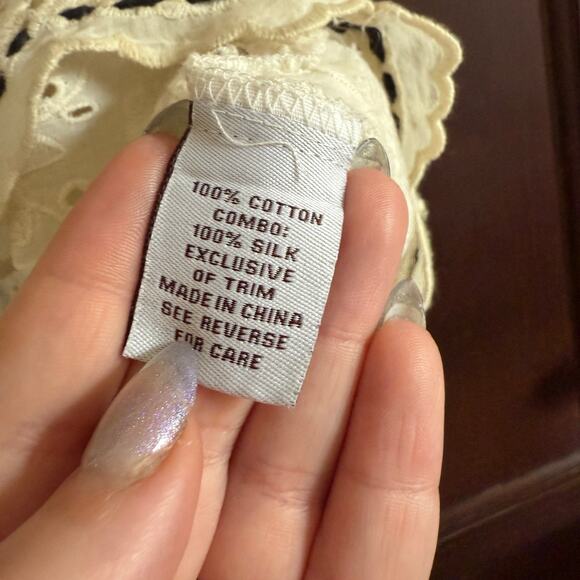 100% COTTON
COMBO:
100% SILK
EXCLUSIVE
OF TRIM
MADE IN CHINA
SEE REVERSE
FOR CARE